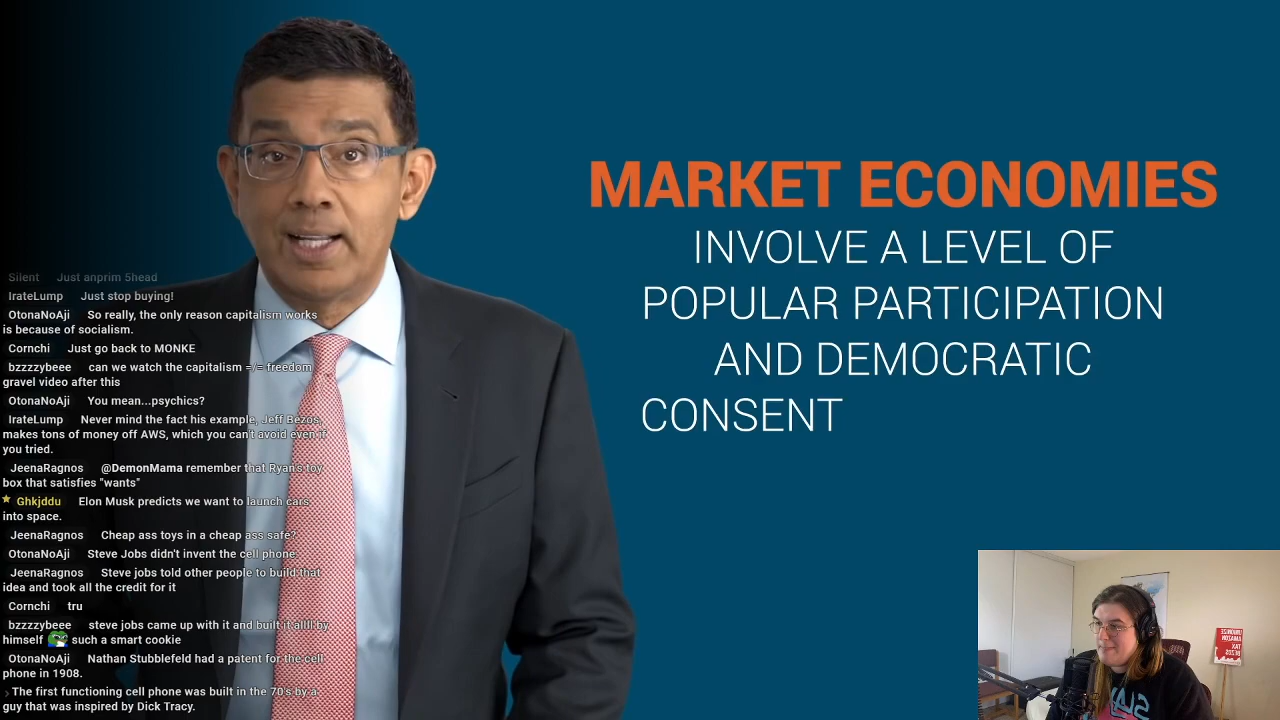 MARKET ECONOMIES
INVOLVE A LEVEL OF
POPULAR PARTICIPATION
AND DEMOCRATIC
CONSENT
Silent Just anprim 5head
IrateLump Just stop buying!
OtonaNoAji So really, the only reason capitalism works
is because of socialism.
Cornchi Just go back to MONKE
bzzzzybeee can we watch the capitalism =/= freedom
gravel video after this
OtonaNoAji You mean...psychics?
IrateLump Never mind the fact his example, Jeff Bezos
makes tons of money off AWS, which you can't avoid even if
you tried.
JeenaRagnos @DemonMama remember that Ryan's toy
box that satisfies "wants"
Ghkjddu Elon Musk predicts we want to launch cars
into space.
JeenaRagnos Cheap ass toys in a cheap ass safe?
OtonaNoAji Steve Jobs didn't invent the cell phone.
JeenaRagnos Steve jobs told other people to build that
idea and took all the credit for it
Cornchi tru
bzzzzybeee steve jobs came up with it and built it allll by
himself such a smart cookie
OtonaNoAji Nathan Stubblefeld had a patent for the cell
phone in 1908.
The first functioning cell phone was built in the 70's by a
guy that was inspired by Dick Tracy.
UNIONIZE
AMAZON
TAX
BEZOS